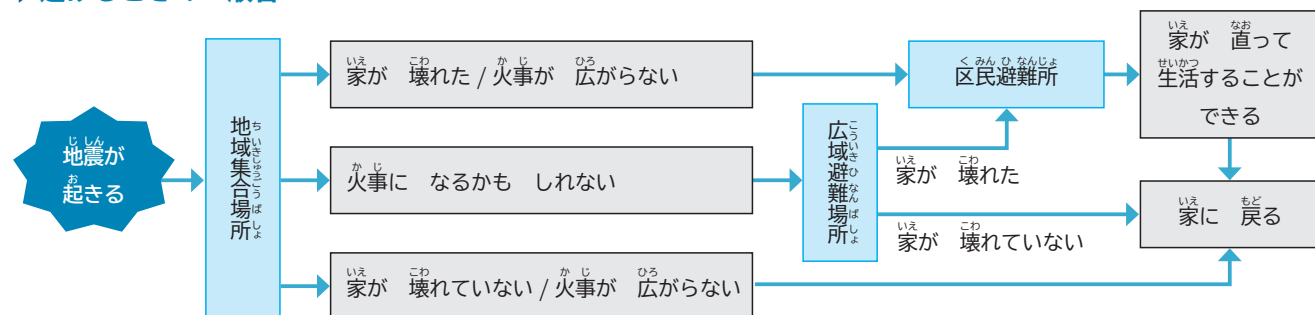 地震が
起きる
地域集合場所
家が 壊れた / 火事が 広がらない
火事に なるかも しれない
家が 壊れていない / 火事が 広がらない
広域避難場所
家が 壊れた
家が 壊れていない
区民避難所
家が 直って
生活することが
できる
家に 戻る